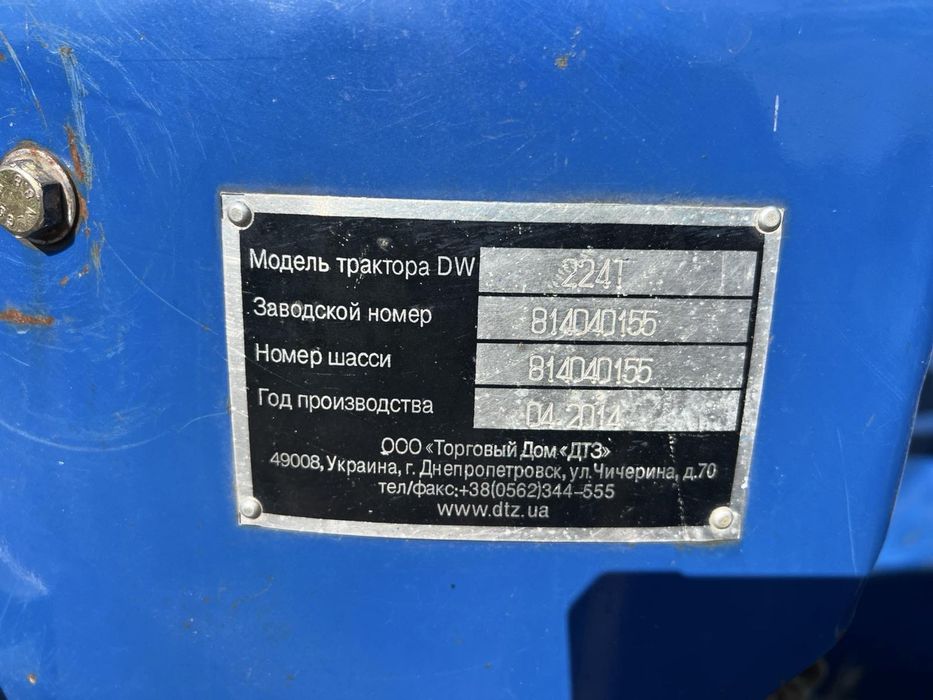 Модель трактора DW 224T
Заводской номер 814040155
Номер шасси 814040155
Год производства 04.2014
ООО «Торговый Дом «ДТЗ»
49008, Украина, г. Днепропетровск, ул.Чичерина, д.70
тел/факс:+38(0562)344-555
www.dtz.ua